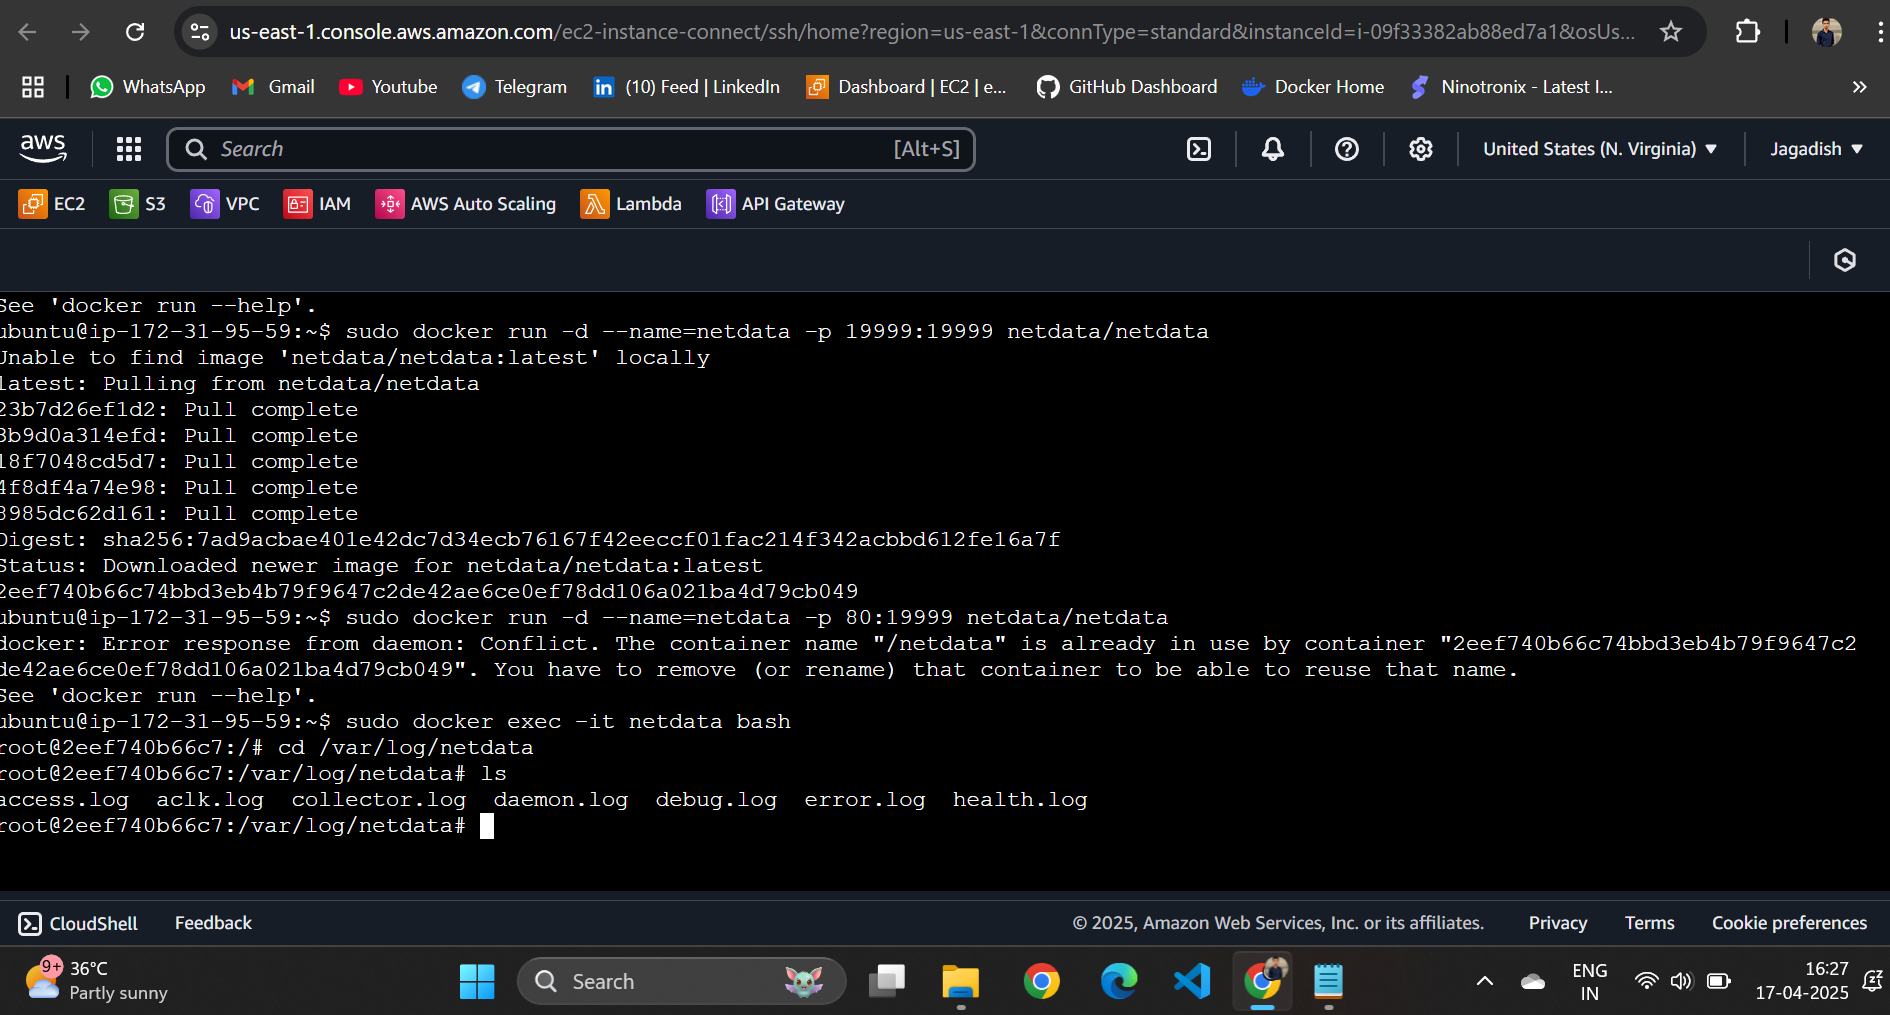 us-east-1.console.aws.amazon.com/ec2-instance-connect/ssh/home?region=us-east-1&connType=standard&instanceId=i-09f33382ab88ed7a1&osUs...
WhatsApp Gmail Youtube Telegram (10) Feed | LinkedIn Dashboard | EC2 | e... GitHub Dashboard Docker Home Ninotronix - Latest I...
aws Search [Alt+S] United States (N. Virginia) Jagadish
EC2 S3 VPC IAM AWS Auto Scaling Lambda API Gateway
See 'docker run --help'.
ubuntu@ip-172-31-95-59:~$ sudo docker run -d --name=netdata -p 19999:19999 netdata/netdata
Unable to find image 'netdata/netdata:latest' locally
latest: Pulling from netdata/netdata
23b7d26ef1d2: Pull complete
3b9d0a314efd: Pull complete
18f7048cd5d7: Pull complete
4f8df4a74e98: Pull complete
8985dc62d161: Pull complete
Digest: sha256:7ad9acbae401e42dc7d34ecb76167f42eeccf01fac214f342acbbd612fe16a7f
Status: Downloaded newer image for netdata/netdata:latest
2eef740b66c74bbd3eb4b79f9647c2de42ae6ce0ef78dd106a021ba4d79cb049
ubuntu@ip-172-31-95-59:~$ sudo docker run -d --name=netdata -p 80:19999 netdata/netdata
docker: Error response from daemon: Conflict. The container name "/netdata" is already in use by container "2eef740b66c74bbd3eb4b79f9647c2
de42ae6ce0ef78dd106a021ba4d79cb049". You have to remove (or rename) that container to be able to reuse that name.
See 'docker run --help'.
ubuntu@ip-172-31-95-59:~$ sudo docker exec -it netdata bash
root@2eef740b66c7:/# cd /var/log/netdata
root@2eef740b66c7:/var/log/netdata# ls
access.log aclk.log collector.log daemon.log debug.log error.log health.log
root@2eef740b66c7:/var/log/netdata#
CloudShell Feedback © 2025, Amazon Web Services, Inc. or its affiliates. Privacy Terms Cookie preferences
9+ 36°C
Partly sunny
Search
ENG
IN
16:27
17-04-2025